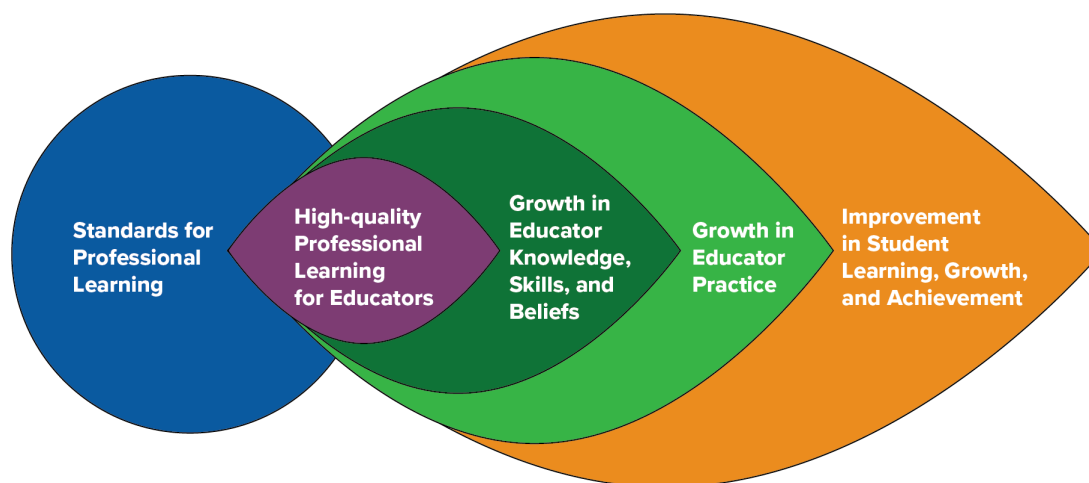 Standards for
Professional
Learning
High-quality
Professional
Learning
for Educators
Growth in
Educator
Knowledge,
Skills, and
Beliefs
Growth in
Educator
Practice
Improvement
in Student
Learning, Growth,
and Achievement